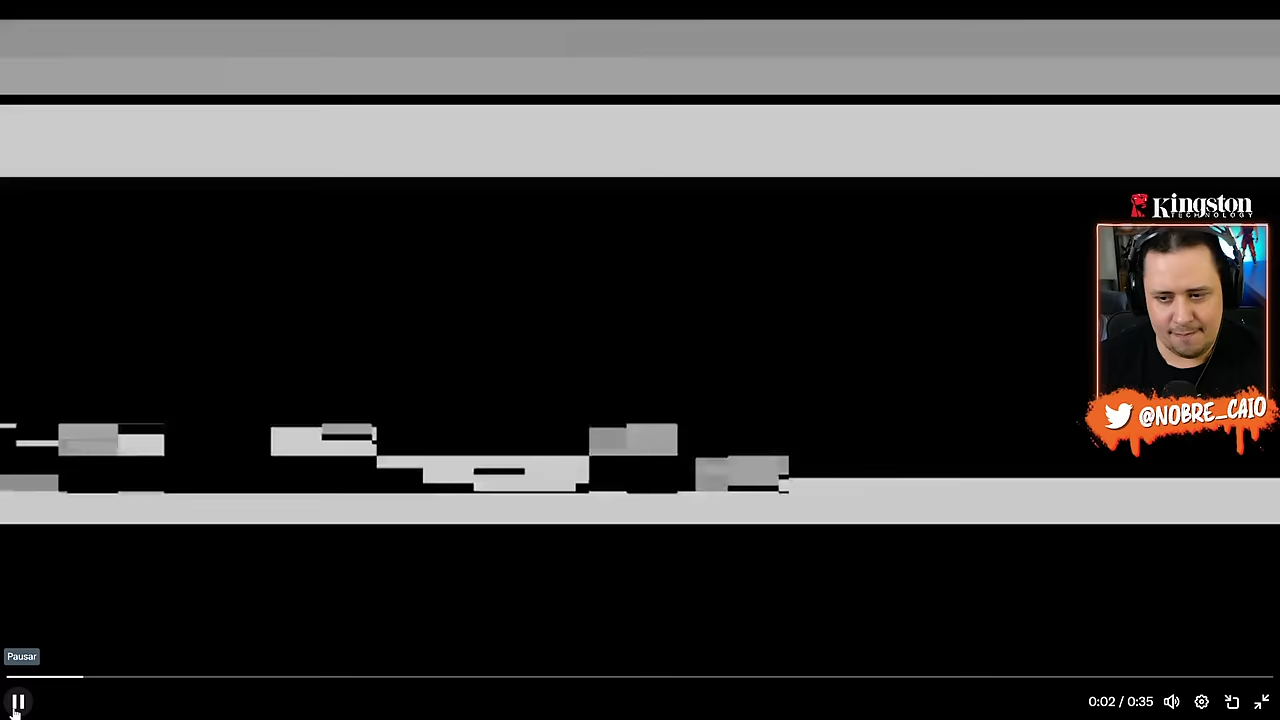 Kingston
TECHNOLOGY
@NOBRE_CAIO
Pausar
0:02 / 0:35